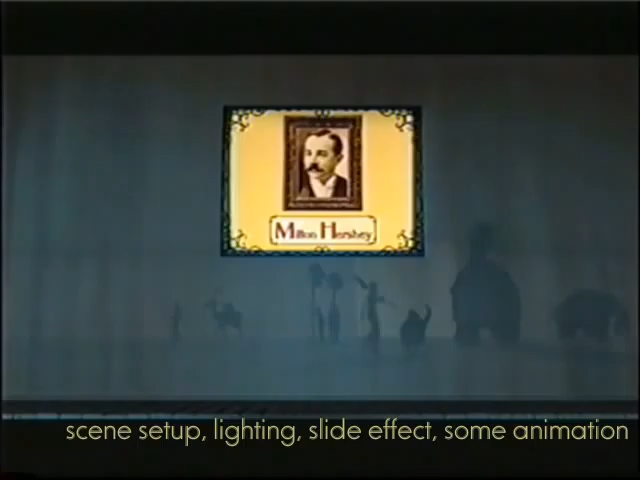 Milton Hershey
scene setup, lighting, slide effect, some animation